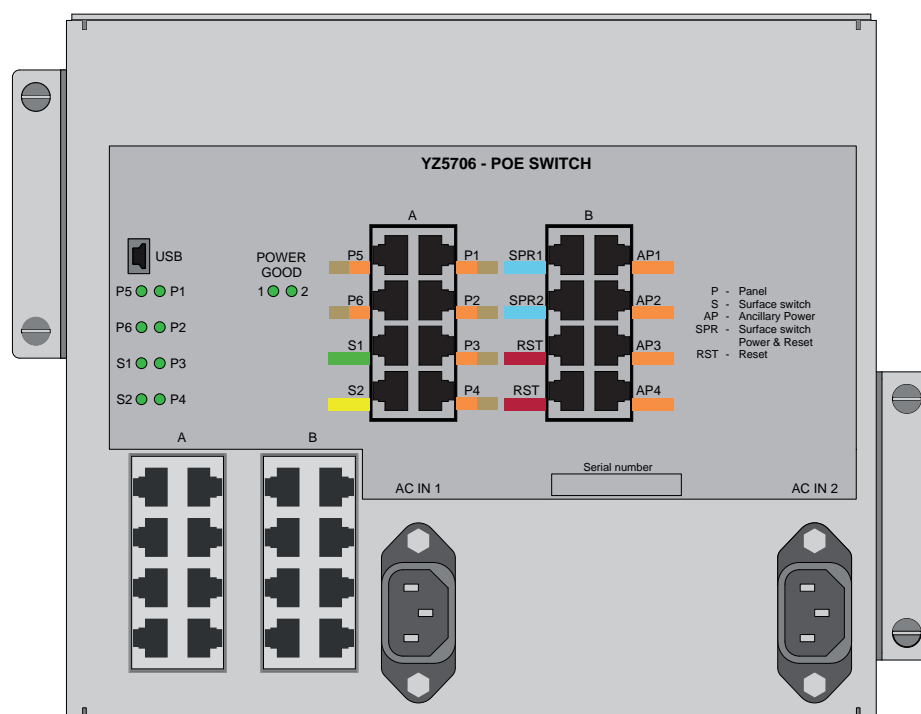 YZ5706 - POE SWITCH
A B
USB
POWER
GOOD
1 2
P5 P1
P6 P2
S1 P3
S2 P4
P5 P1 SPR1 AP1
P6 P2 SPR2 AP2
S1 P3 RST AP3
S2 P4 RST AP4
P - Panel
S - Surface switch
AP - Ancillary Power
SPR - Surface switch
Power & Reset
RST - Reset
A B
Serial number
AC IN 1
AC IN 2